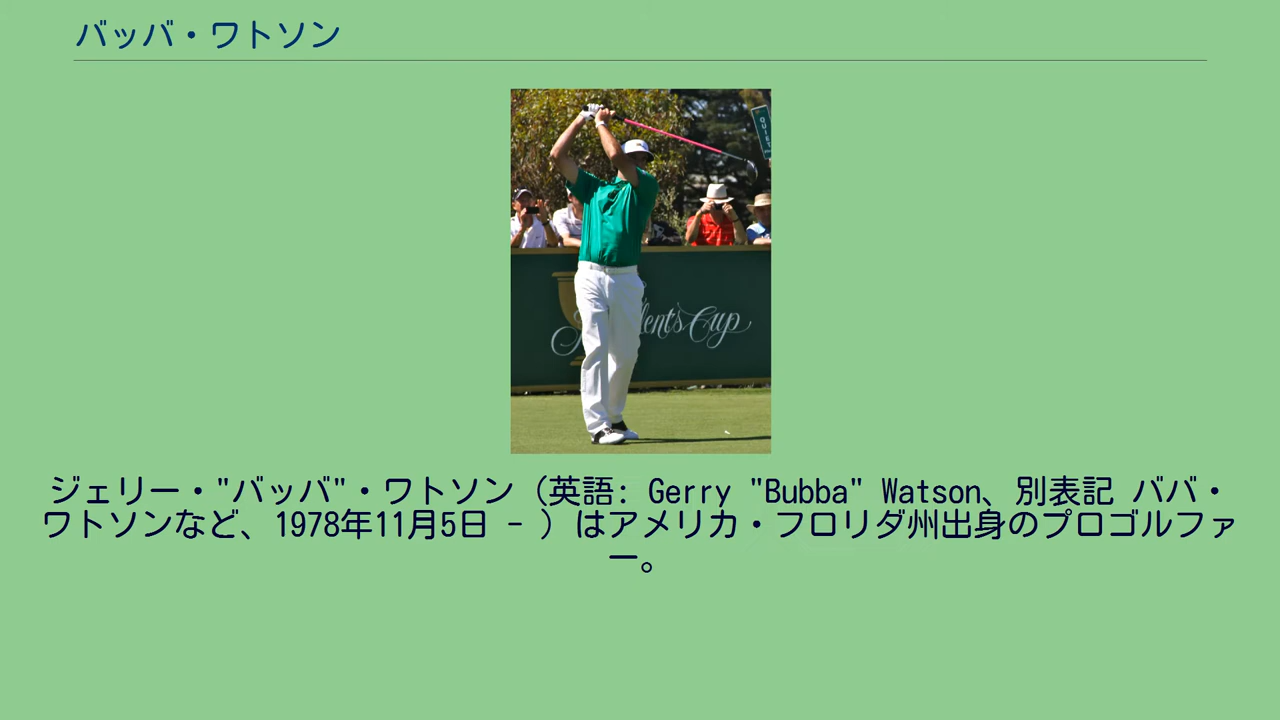 バッバ・ワトソン
QUIET
ent's Cup
ジェリー・"バッバ"・ワトソン（英語: Gerry "Bubba" Watson、別表記 ババ・
ワトソンなど、1978年11月5日 - ）はアメリカ・フロリダ州出身のプロゴルファ
ー。